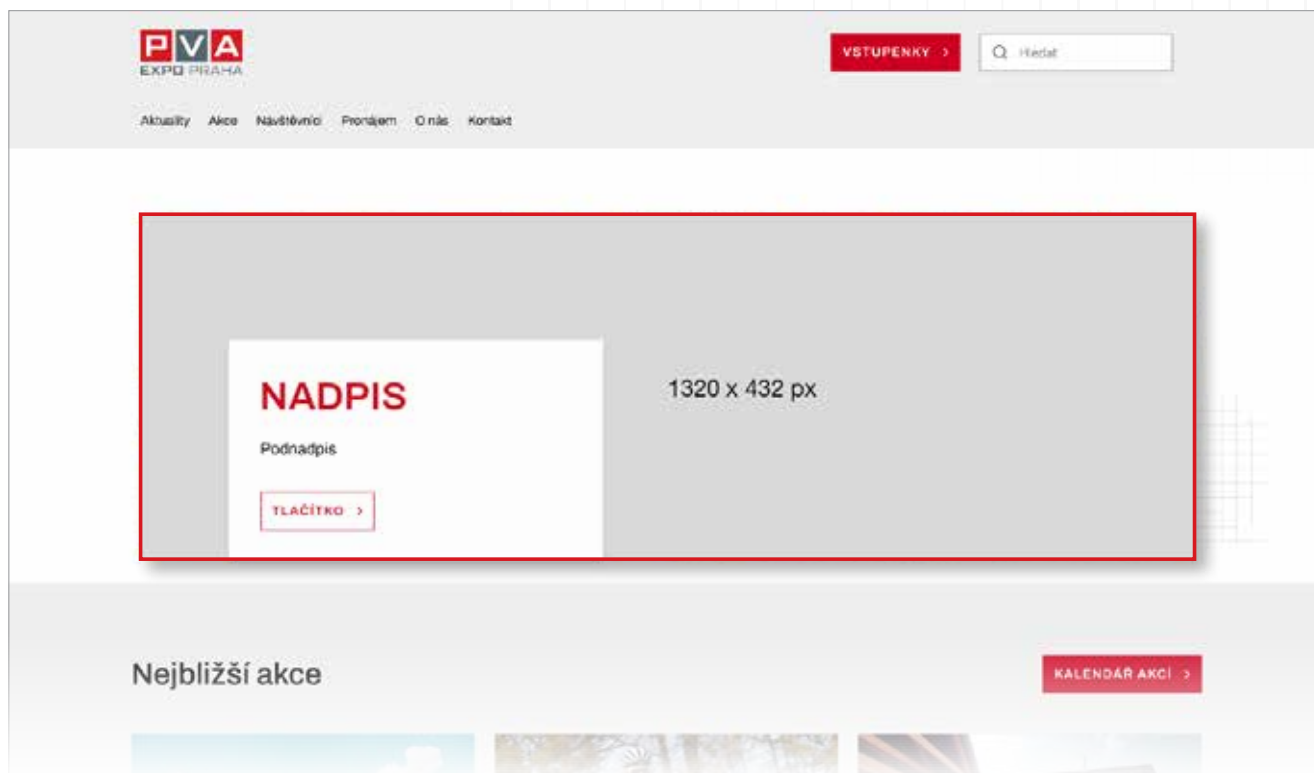 PVA
EXPO PRAHA
VSTUPENKY >
Hledat
Aktuality Akce Návštěvníci Pronájem O nás Kontakt
NADPIS
Podnadpis
TLAČÍTKO >
1320 x 432 px
Nejbližší akce
KALENDÁŘ AKCÍ >